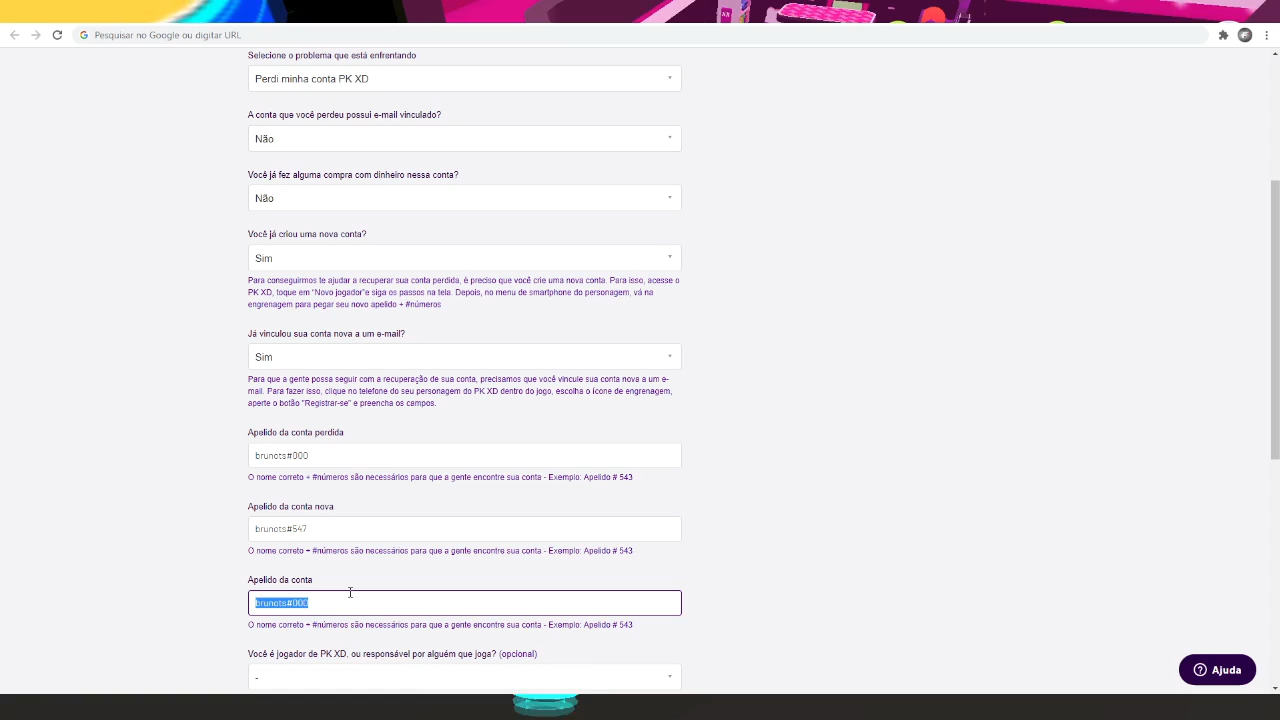 Pesquisar no Google ou digitar URL
Selecione o problema que está enfrentando
Perdi minha conta PK XD
A conta que você perdeu possui e-mail vinculado?
Não
Você já fez alguma compra com dinheiro nessa conta?
Não
Você já criou uma nova conta?
Sim
Para conseguirmos te ajudar a recuperar sua conta perdida, é preciso que você crie uma nova conta. Para isso, acesse o
PK XD, toque em "Novo jogador"e siga os passos na tela. Depois, no menu de smartphone do personagem, vá na
engrenagem para pegar seu novo apelido + #números
Já vinculou sua conta nova a um e-mail?
Sim
Para que a gente possa seguir com a recuperação de sua conta, precisamos que você vincule sua conta nova a um e-
mail. Para fazer isso, clique no telefone do seu personagem do PK XD dentro do jogo, escolha o ícone de engrenagem,
aperte o botão "Registrar-se" e preencha os campos.
Apelido da conta perdida
brunots#000
O nome correto + #números são necessários para que a gente encontre sua conta - Exemplo: Apelido # 543
Apelido da conta nova
brunots#547
O nome correto + #números são necessários para que a gente encontre sua conta - Exemplo: Apelido # 543
Apelido da conta
brunots#000
O nome correto + #números são necessários para que a gente encontre sua conta - Exemplo: Apelido # 543
Você é jogador de PK XD, ou responsável por alguém que joga? (opcional)
-
Ajuda